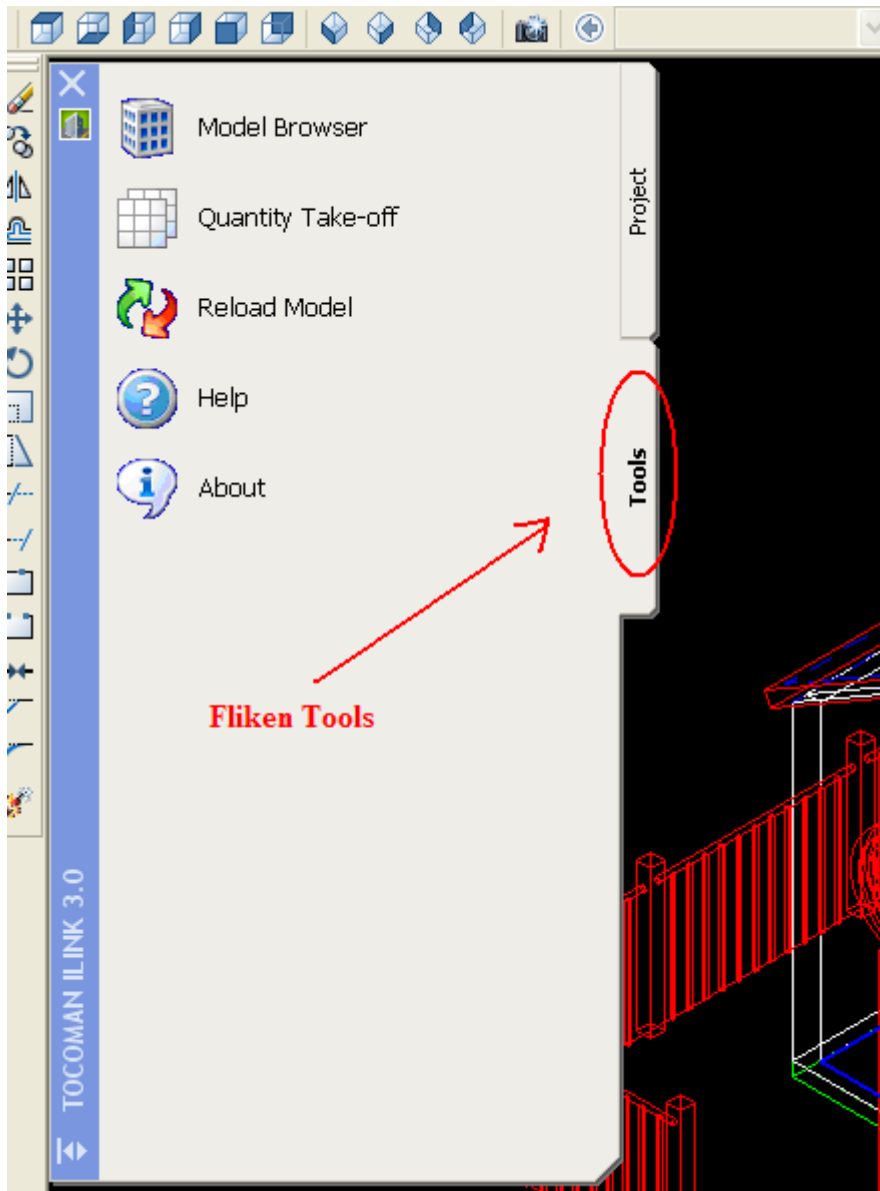 Model Browser
Quantity Take-off
Reload Model
Help
About
Project
Tools
Fliken Tools
TOCOMAN ILINK 3.0